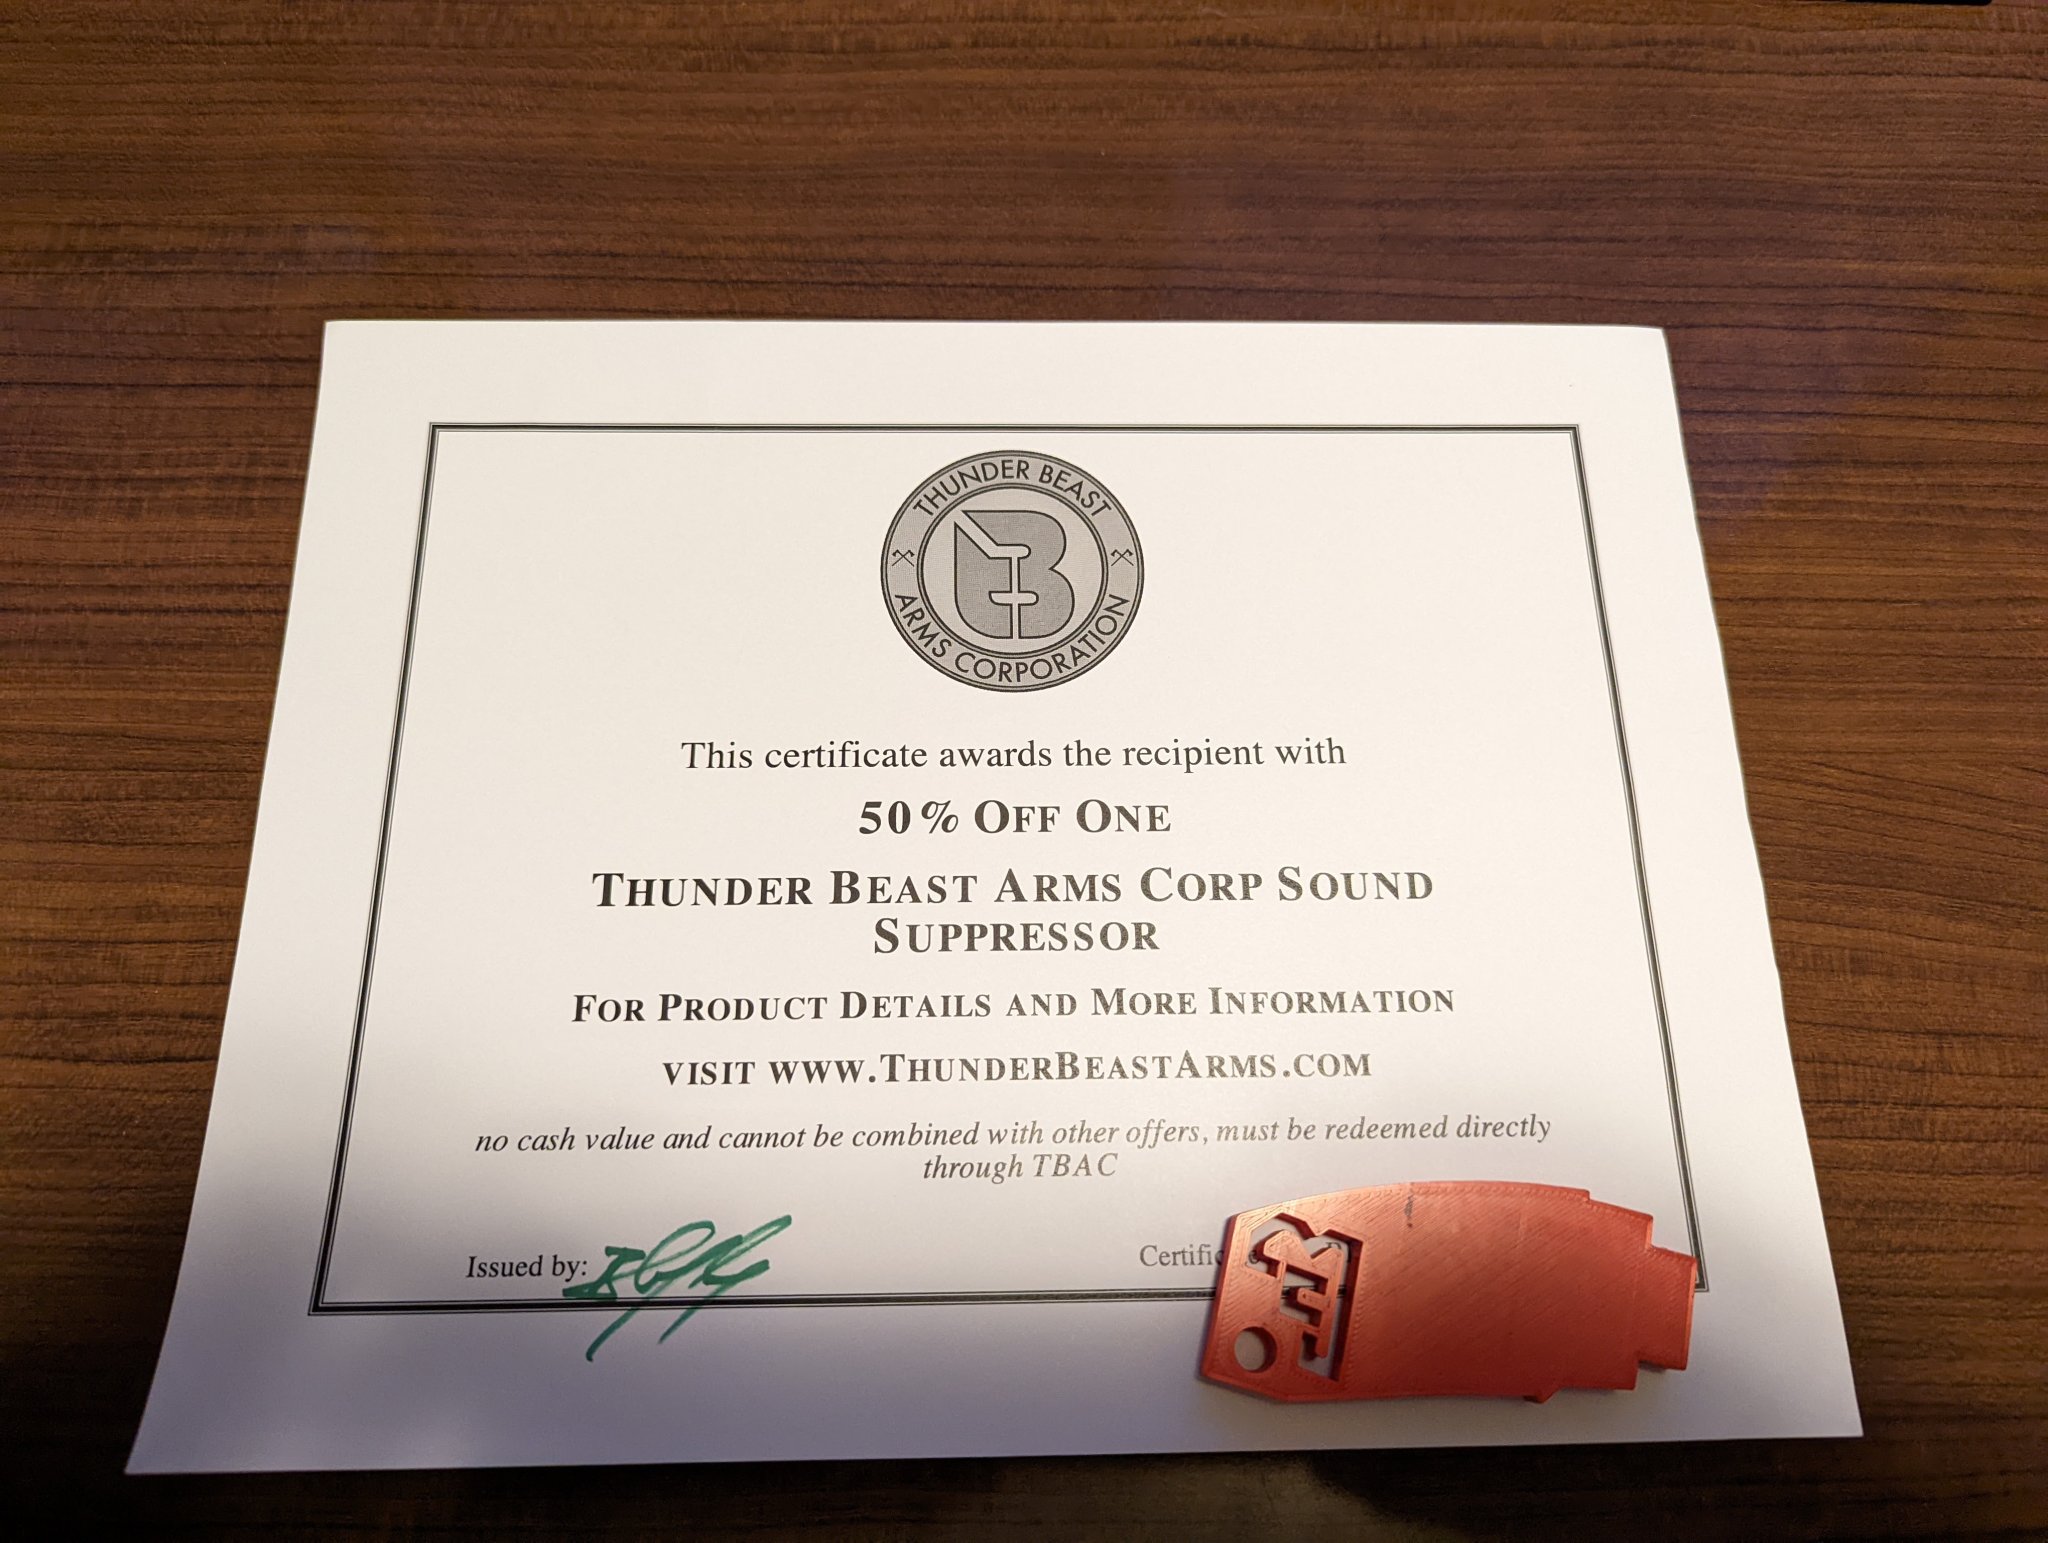 THUNDER BEAST
ARMS CORPORATION
This certificate awards the recipient with
50% OFF ONE
THUNDER BEAST ARMS CORP SOUND
SUPPRESSOR
FOR PRODUCT DETAILS AND MORE INFORMATION
VISIT WWW.THUNDERBEASTARMS.COM
no cash value and cannot be combined with other offers, must be redeemed directly
through TBAC
Issued by: